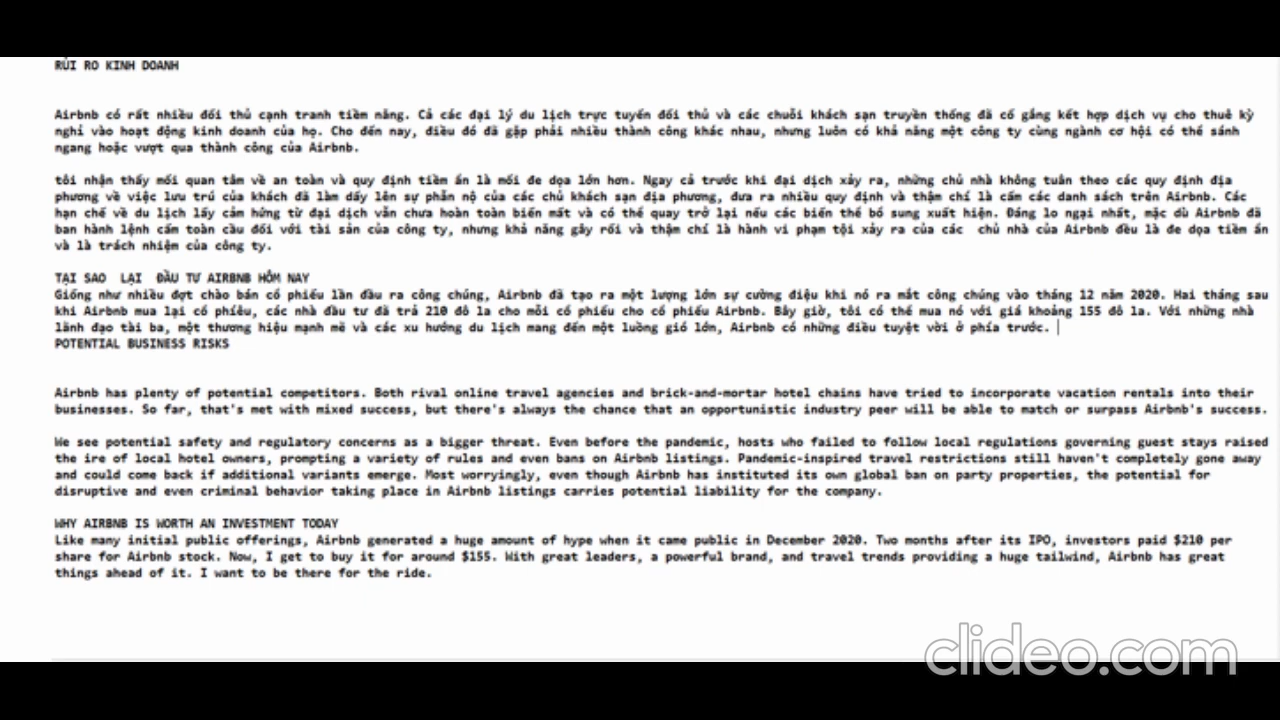 RỦI RO KINH DOANH
Airbnb có rất nhiều đối thủ cạnh tranh tiềm năng. Cả các đại lý du lịch trực tuyến đối thủ và các chuỗi khách sạn truyền thống đã cố gắng kết hợp dịch vụ cho thuê kỳ
nghỉ vào hoạt động kinh doanh của họ. Cho đến nay, điều đó đã gặp phải nhiều thành công khác nhau, nhưng luôn có khả năng một công ty cùng ngành cơ hội có thể sánh
ngang hoặc vượt qua thành công của Airbnb.
tôi nhận thấy mối quan tâm về an toàn và quy định tiềm ẩn là mối đe dọa lớn hơn. Ngay cả trước khi đại dịch xảy ra, những chủ nhà không tuân theo các quy định địa
phương về việc lưu trú của khách đã làm dấy lên sự phẫn nộ của các chủ khách sạn địa phương, đưa ra nhiều quy định và thậm chí là cấm các danh sách trên Airbnb. Các
hạn chế về du lịch lấy cảm hứng từ đại dịch vẫn chưa hoàn toàn biến mất và có thể quay trở lại nếu các biến thể bổ sung xuất hiện. Đáng lo ngại nhất, mặc dù Airbnb đã
ban hành lệnh cấm toàn cầu đối với tài sản của công ty, nhưng khả năng gây rối và thậm chí là hành vi phạm tội xảy ra của các  chủ nhà của Airbnb đều là đe dọa tiềm ẩn
và là trách nhiệm của công ty.
TẠI SAO  LẠI  ĐẦU TƯ AIRBNB HÔM NAY
Giống như nhiều đợt chào bán cổ phiếu lần đầu ra công chúng, Airbnb đã tạo ra một lượng lớn sự cường điệu khi nó ra mắt công chúng vào tháng 12 năm 2020. Hai tháng sau
khi Airbnb mua lại cổ phiêu, các nhà đầu tư đã trả 210 đô la cho mỗi cổ phiếu cho cổ phiếu Airbnb. Bây giờ, tôi có thể mua nó với giá khoảng 155 đô la. Với những nhà
lãnh đạo tài ba, một thương hiệu mạnh mẽ và các xu hướng du lịch mang đến một luồng gió lớn, Airbnb có những điều tuyệt vời ở phía trước.
POTENTIAL BUSINESS RISKS
Airbnb has plenty of potential competitors. Both rival online travel agencies and brick-and-mortar hotel chains have tried to incorporate vacation rentals into their
businesses. So far, that's met with mixed success, but there's always the chance that an opportunistic industry peer will be able to match or surpass Airbnb's success.
We see potential safety and regulatory concerns as a bigger threat. Even before the pandemic, hosts who failed to follow local regulations governing guest stays raised
the ire of local hotel owners, prompting a variety of rules and even bans on Airbnb listings. Pandemic-inspired travel restrictions still haven't completely gone away
and could come back if additional variants emerge. Most worryingly, even though Airbnb has instituted its own global ban on party properties, the potential for
disruptive and even criminal behavior taking place in Airbnb listings carries potential liability for the company.
WHY AIRBNB IS WORTH AN INVESTMENT TODAY
Like many initial public offerings, Airbnb generated a huge amount of hype when it came public in December 2020. Two months after its IPO, investors paid $210 per
share for Airbnb stock. Now, I get to buy it for around $155. With great leaders, a powerful brand, and travel trends providing a huge tailwind, Airbnb has great
things ahead of it. I want to be there for the ride.
clideo.com